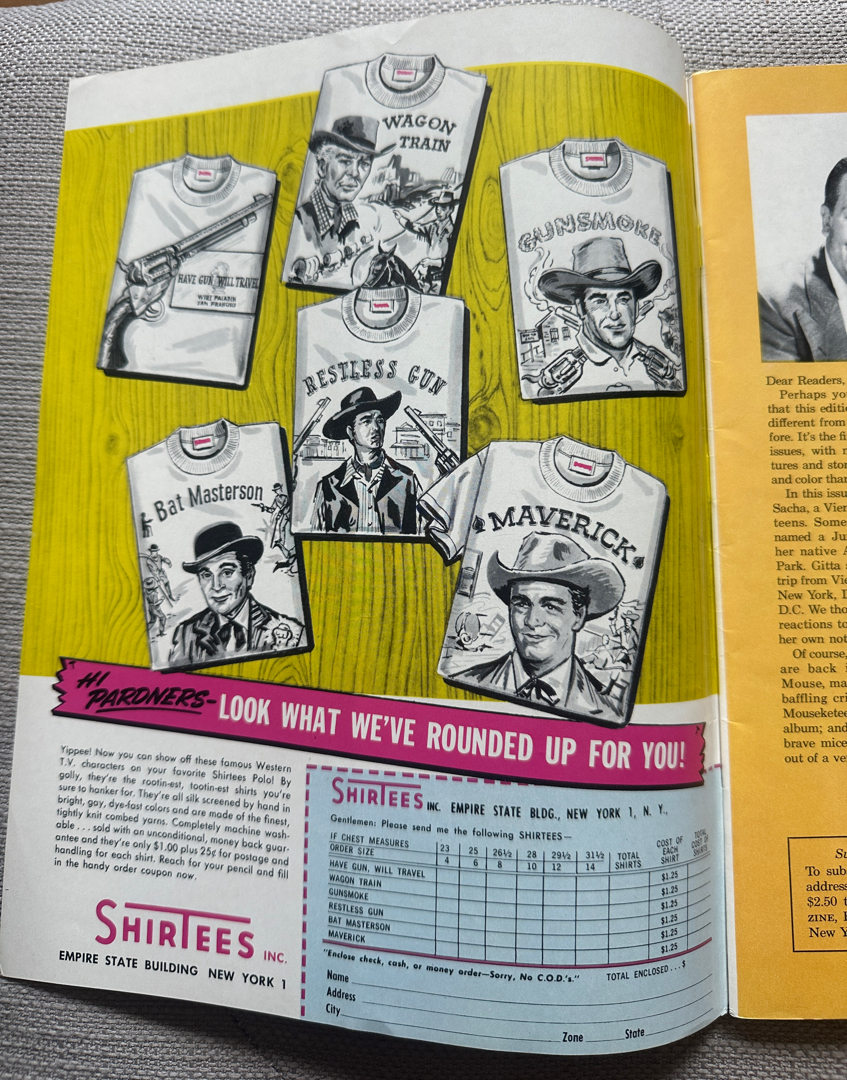 WAGON
TRAIN
HAVE GUN WILL TRAVEL
WIRE PALADIN
SAN FRANCISCO
GUNSMOKE
RESTLESS GUN
Bat Masterson
MAVERICK
HI
PARDNERS-
LOOK WHAT WE'VE ROUNDED UP FOR YOU!
Yippee! Now you can show off these famous Western
T.V. characters on your favorite Shirtees Polo! By
golly, they're the rootin-est, tootin-est shirts you're
sure to hanker for. They're all silk screened by hand in
bright, gay, dye-fast colors and are made of the finest,
tightly knit combed yarns. Completely machine wash-
able . . . sold with an unconditional, money back guar-
antee and they're only $1.00 plus 25¢ for postage and
handling for each shirt. Reach for your pencil and fill
in the handy order coupon now.
SHIRTEES INC.
EMPIRE STATE BUILDING NEW YORK 1
SHIRTEES INC. EMPIRE STATE BLDG., NEW YORK 1, N. Y.,
Gentlemen: Please send me the following SHIRTEES—
IF CHEST MEASURES 23 25 26½ 28 29½ 31½ TOTAL SHIRTS COST OF EACH SHIRT TOTAL COST OF SHIRTS
ORDER SIZE 4 6 8 10 12 14
HAVE GUN, WILL TRAVEL $1.25
WAGON TRAIN $1.25
GUNSMOKE $1.25
RESTLESS GUN $1.25
BAT MASTERSON $1.25
MAVERICK $1.25
"Enclose check, cash, or money order—Sorry, No C.O.D.'s." TOTAL ENCLOSED . . . $
Name
Address
City
Zone State
Dear Readers,
Perhaps yo
that this editi
different from
fore. It's the fi
issues, with
tures and stor
and color than
In this issu
Sacha, a Vien
teens. Some
named a Ju
her native A
Park. Gitta
trip from Vie
New York, I
D.C. We tho
reactions to
her own not
Of course,
are back i
Mouse, ma
baffling cri
Mouseketee
album; and
brave mice
out of a ve
Su
To sub
address
$2.50 t
ZINE,
New Y